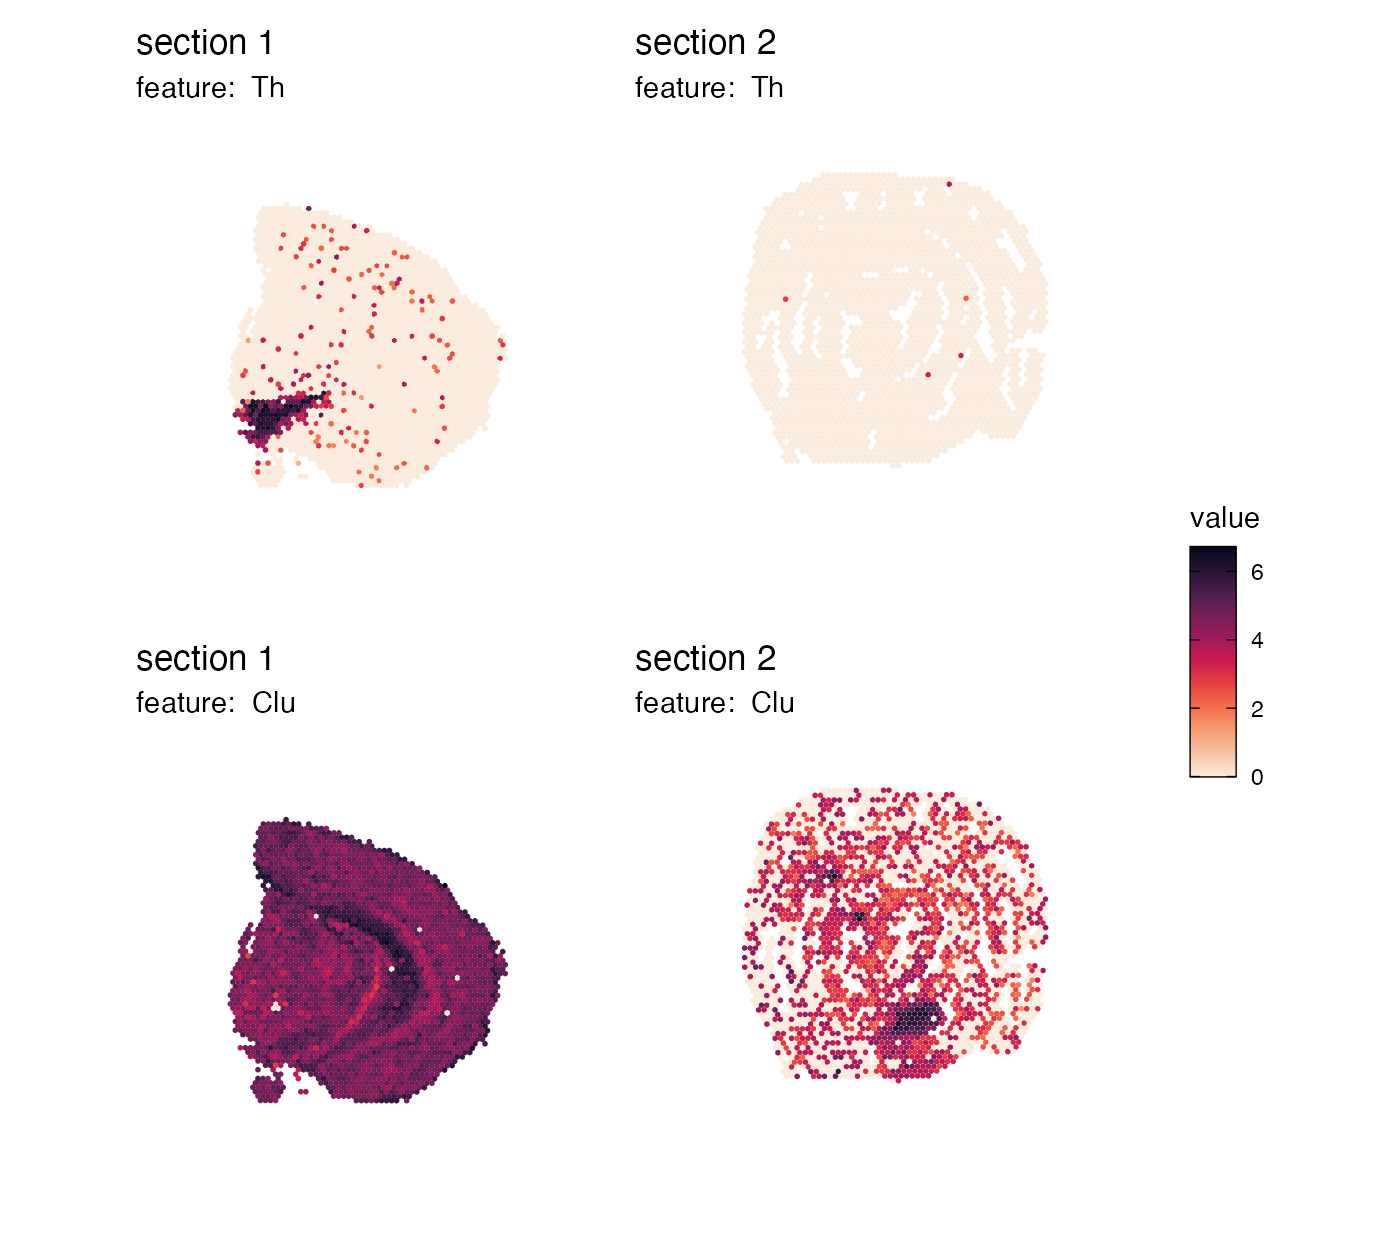 section 1
feature: Th
section 2
feature: Th
value
6
4
2
0
section 1
feature: Clu
section 2
feature: Clu